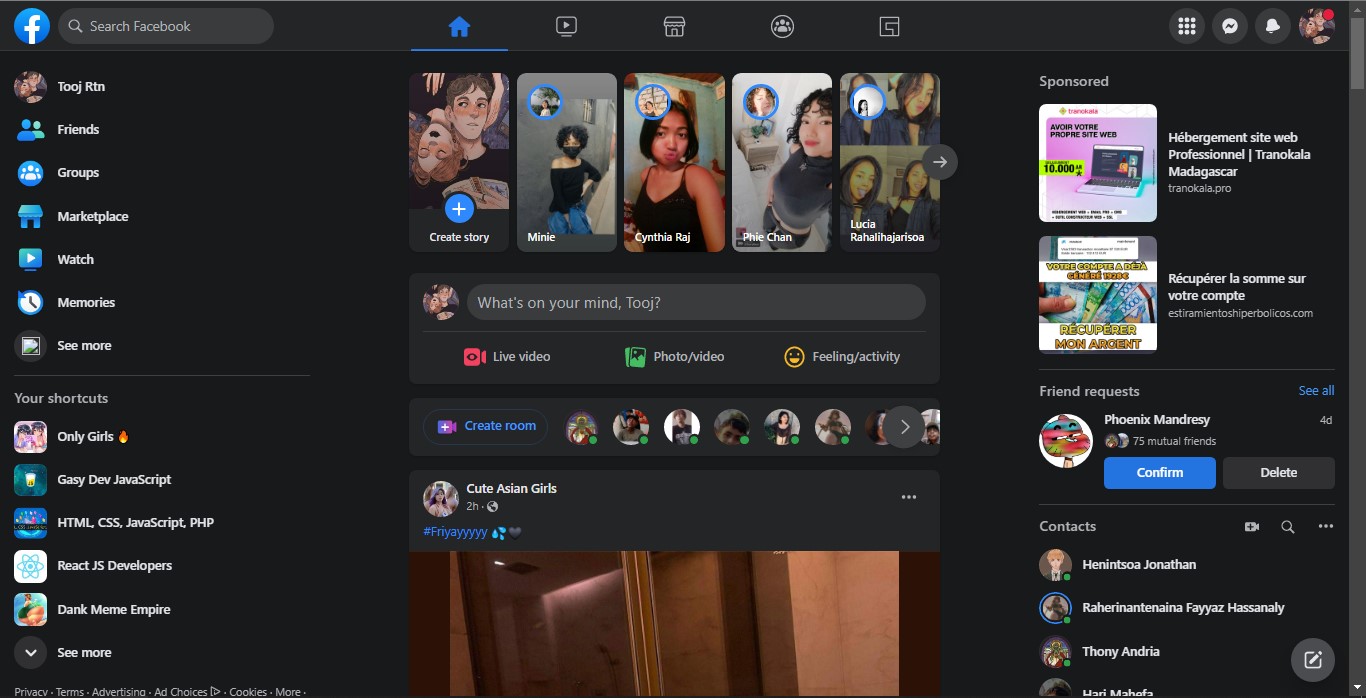 Search Facebook
Tooj Rtn
Friends
Groups
Marketplace
Watch
Memories
See more
Your shortcuts
Only Girls 🔥
Gasy Dev JavaScript
HTML, CSS, JavaScript, PHP
React JS Developers
Dank Meme Empire
See more
Privacy · Terms · Advertising · Ad Choices · Cookies · More ·
Create story
Minie
Cynthia Raj
Phie Chan
Lucia
Rahalihajarisoa
What's on your mind, Tooj?
Live video
Photo/video
Feeling/activity
Create room
Cute Asian Girls
2h ·
#Friyayyyyy 💦🖤
Sponsored
tranokala
AVOIR VOTRE
PROPRE SITE WEB
10.000 AR
Hébergement site web
Professionnel | Tranokala
Madagascar
tranokala.pro
VOTRE COMPTE A DÉJÀ
GÉNÉRÉ 1920€
RÉCUPÉRER
MON ARGENT
Récupérer la somme sur
votre compte
estiramientoshiperbolicos.com
Friend requests
See all
Phoenix Mandresy
4d
75 mutual friends
Confirm
Delete
Contacts
Henintsoa Jonathan
Raherinantenaina Fayyaz Hassanaly
Thony Andria
Hari Mahefa